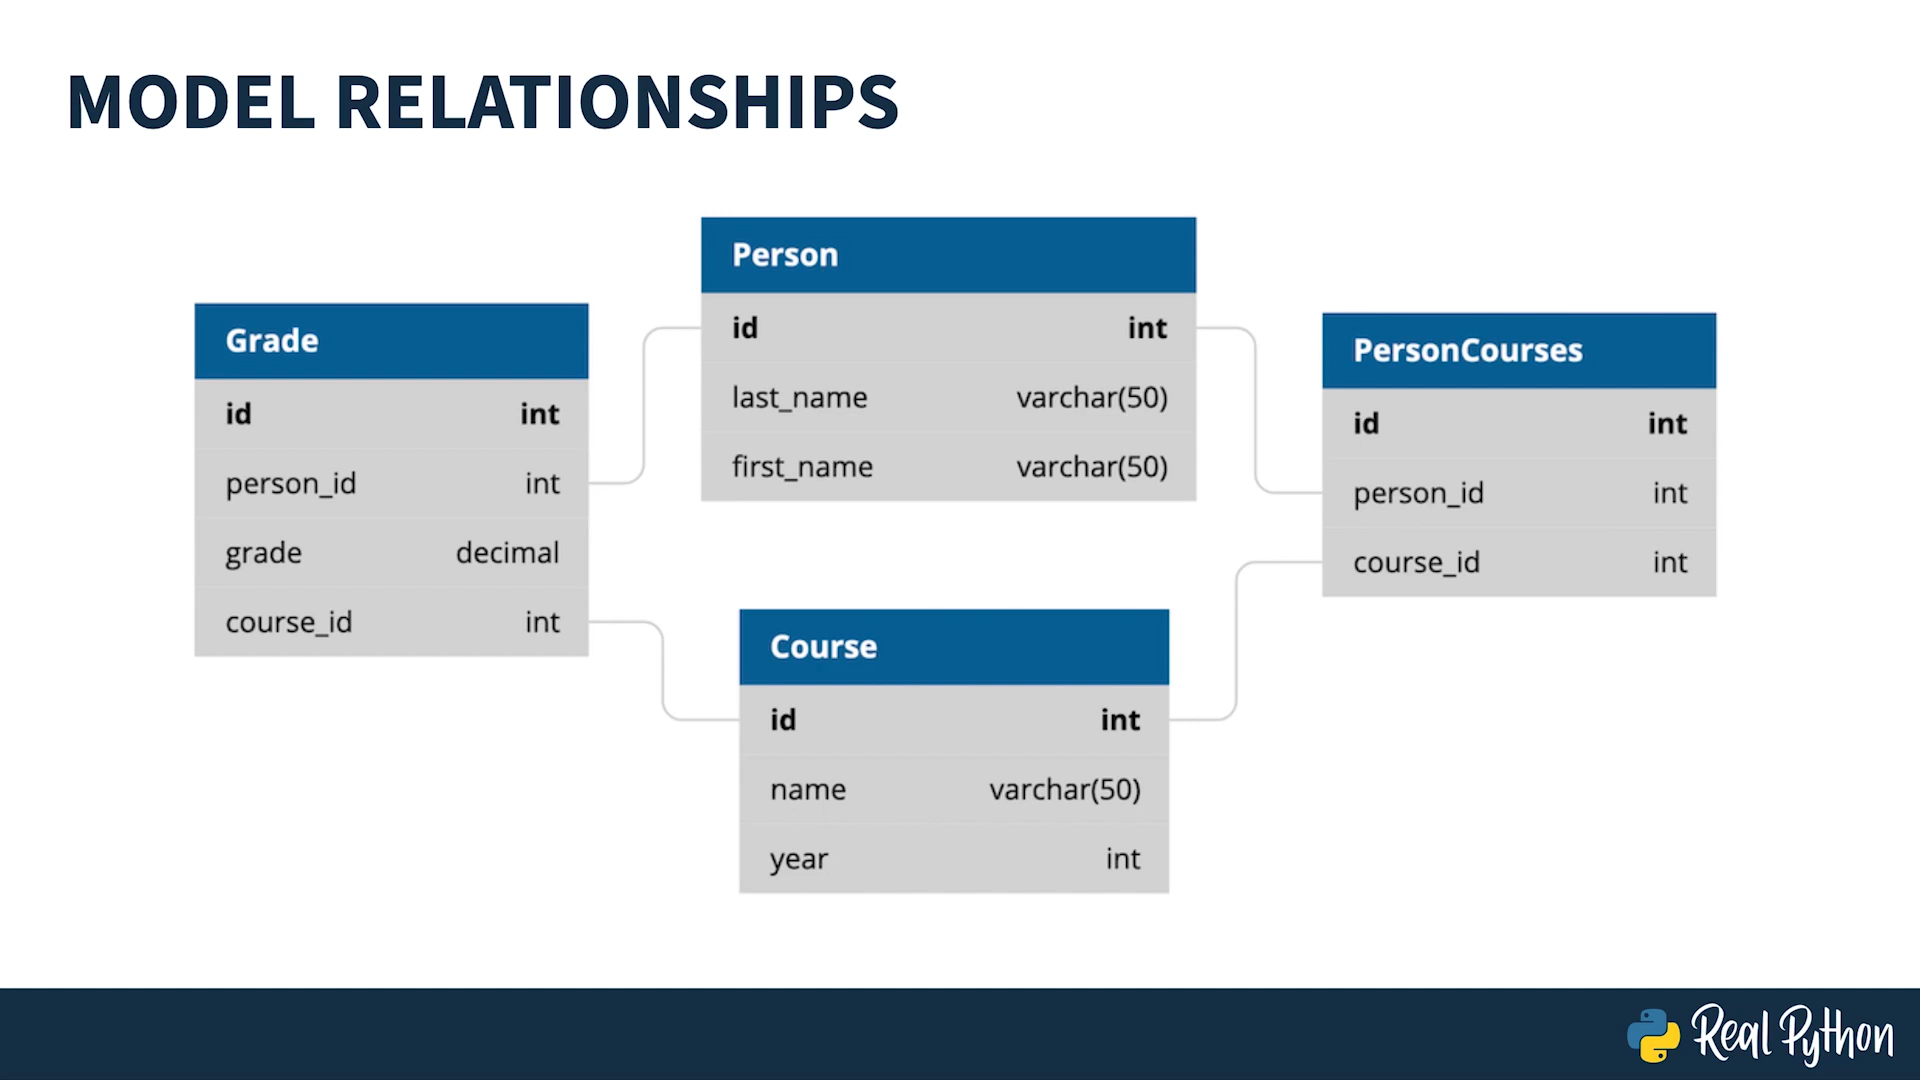 MODEL RELATIONSHIPS
Grade
id int
person_id int
grade decimal
course_id int
Person
id int
last_name varchar(50)
first_name varchar(50)
Course
id int
name varchar(50)
year int
PersonCourses
id int
person_id int
course_id int
Real Python